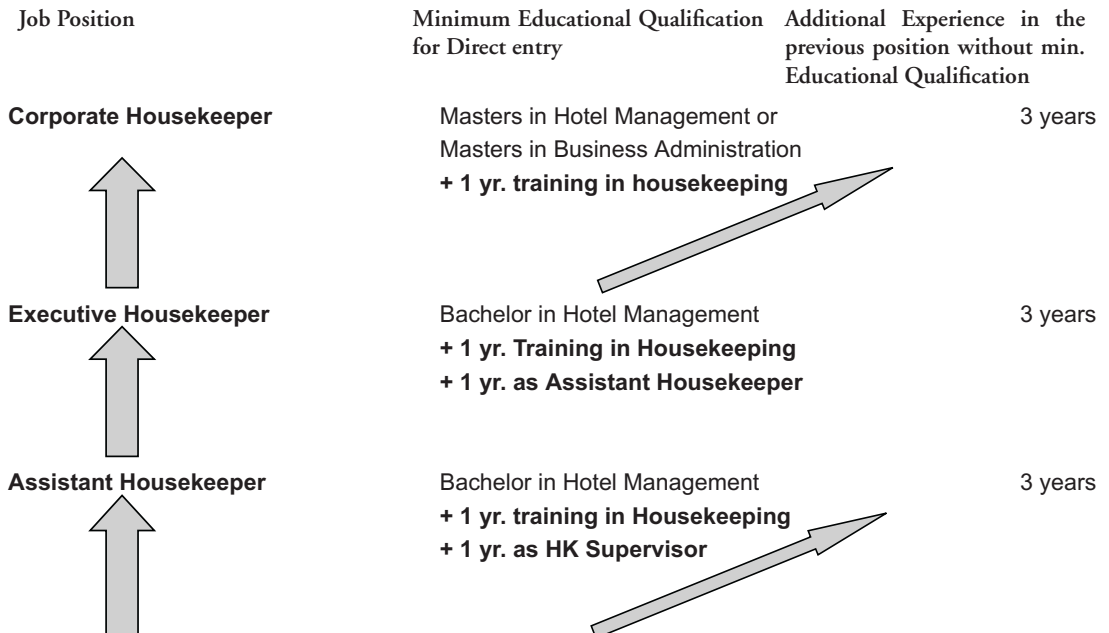 Job Position
Minimum Educational Qualification
for Direct entry
Additional Experience in the
previous position without min.
Educational Qualification
Corporate Housekeeper
Masters in Hotel Management or
Masters in Business Administration
+ 1 yr. training in housekeeping
3 years
Executive Housekeeper
Bachelor in Hotel Management
+ 1 yr. Training in Housekeeping
+ 1 yr. as Assistant Housekeeper
3 years
Assistant Housekeeper
Bachelor in Hotel Management
+ 1 yr. training in Housekeeping
+ 1 yr. as HK Supervisor
3 years